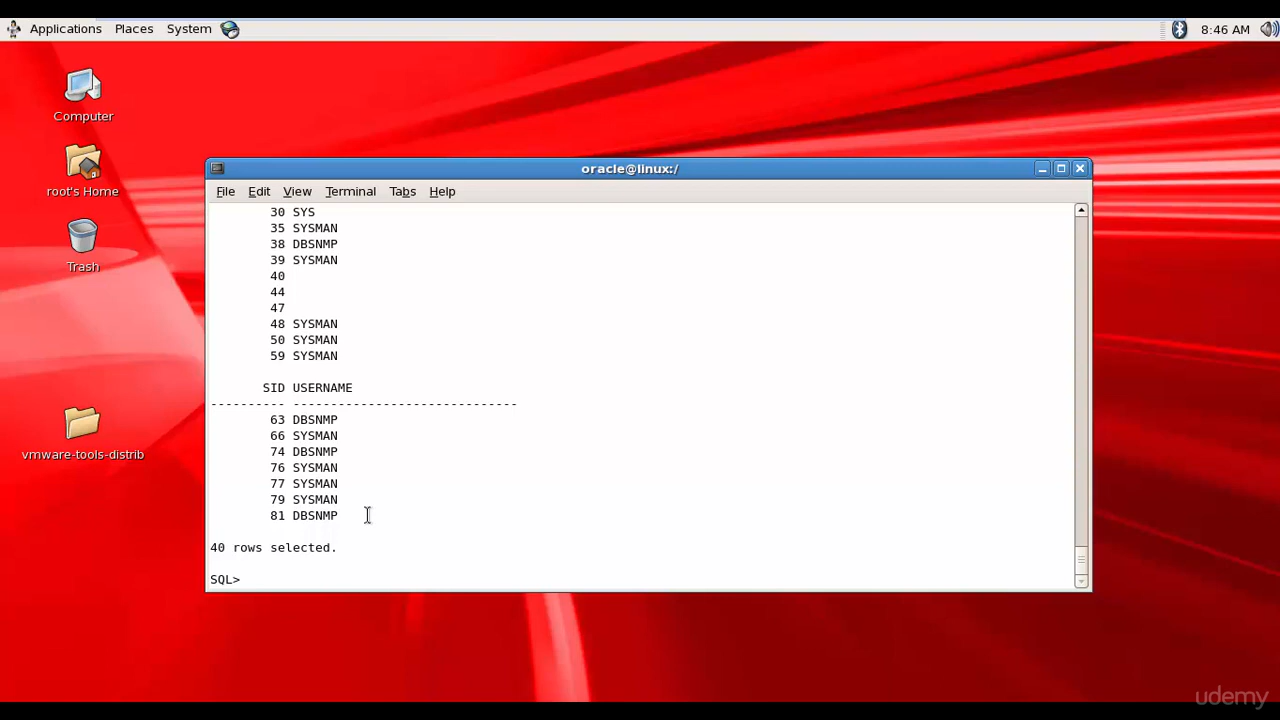 Applications Places System 8:46 AM
Computer
root's Home
Trash
vmware-tools-distrib
oracle@linux:/
File Edit View Terminal Tabs Help
30 SYS
35 SYSMAN
38 DBSNMP
39 SYSMAN
40
44
47
48 SYSMAN
50 SYSMAN
59 SYSMAN
SID USERNAME
---------- ------------------------------
63 DBSNMP
66 SYSMAN
74 DBSNMP
76 SYSMAN
77 SYSMAN
79 SYSMAN
81 DBSNMP
40 rows selected.
SQL>
udemy